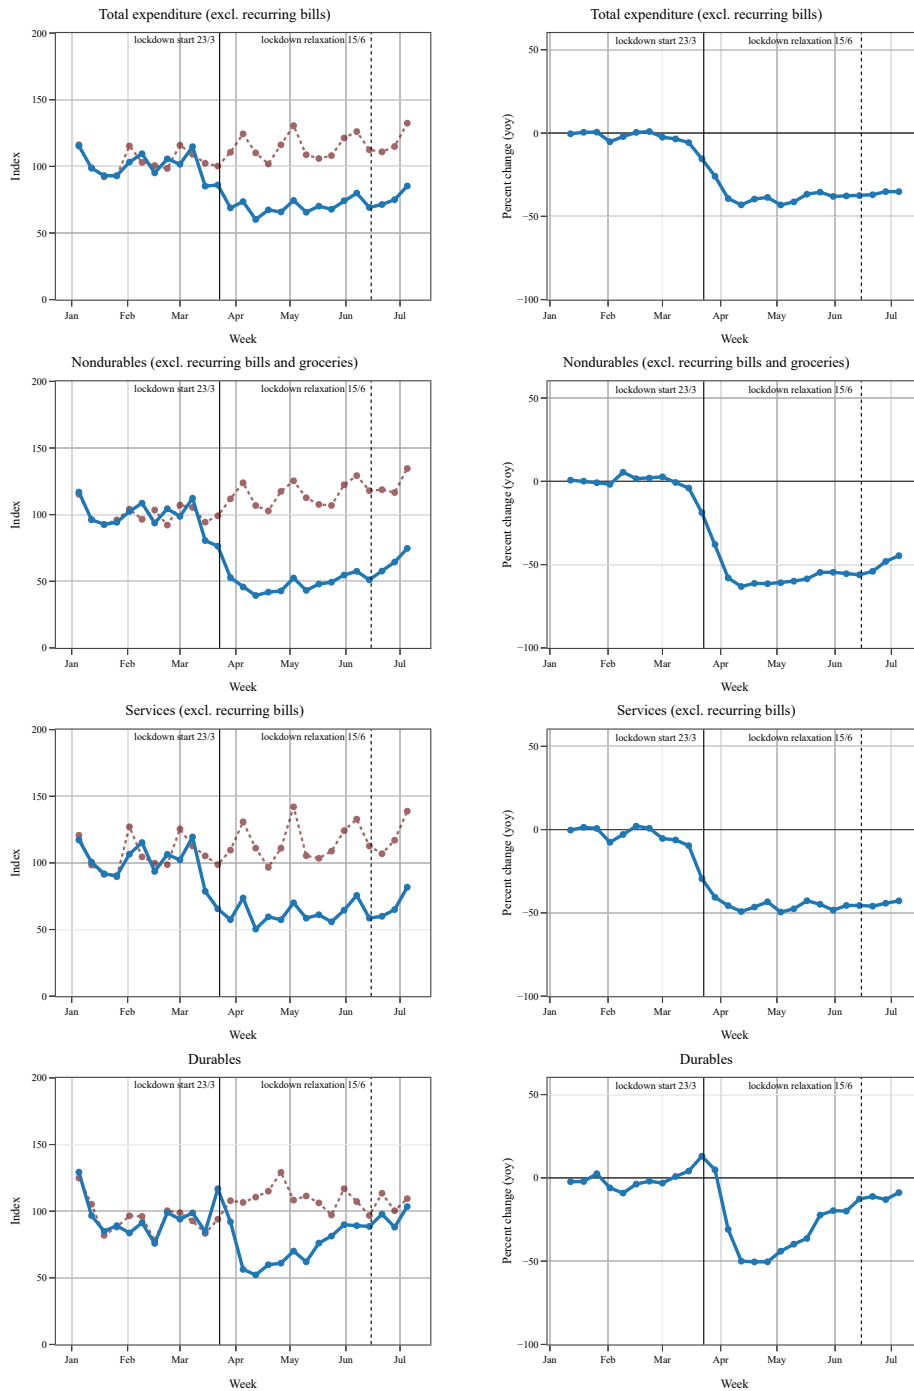 Total expenditure (excl. recurring bills)
lockdown start 23/3
lockdown relaxation 15/6
200
150
100
50
0
Index
Jan
Feb
Mar
Apr
May
Jun
Jul
Week
Total expenditure (excl. recurring bills)
lockdown start 23/3
lockdown relaxation 15/6
50
0
−50
−100
Percent change (yoy)
Jan
Feb
Mar
Apr
May
Jun
Jul
Week
Nondurables (excl. recurring bills and groceries)
lockdown start 23/3
lockdown relaxation 15/6
200
150
100
50
0
Index
Jan
Feb
Mar
Apr
May
Jun
Jul
Week
Nondurables (excl. recurring bills and groceries)
lockdown start 23/3
lockdown relaxation 15/6
50
0
−50
−100
Percent change (yoy)
Jan
Feb
Mar
Apr
May
Jun
Jul
Week
Services (excl. recurring bills)
lockdown start 23/3
lockdown relaxation 15/6
200
150
100
50
0
Index
Jan
Feb
Mar
Apr
May
Jun
Jul
Week
Services (excl. recurring bills)
lockdown start 23/3
lockdown relaxation 15/6
50
0
−50
−100
Percent change (yoy)
Jan
Feb
Mar
Apr
May
Jun
Jul
Week
Durables
lockdown start 23/3
lockdown relaxation 15/6
200
150
100
50
0
Index
Jan
Feb
Mar
Apr
May
Jun
Jul
Week
Durables
lockdown start 23/3
lockdown relaxation 15/6
50
0
−50
−100
Percent change (yoy)
Jan
Feb
Mar
Apr
May
Jun
Jul
Week